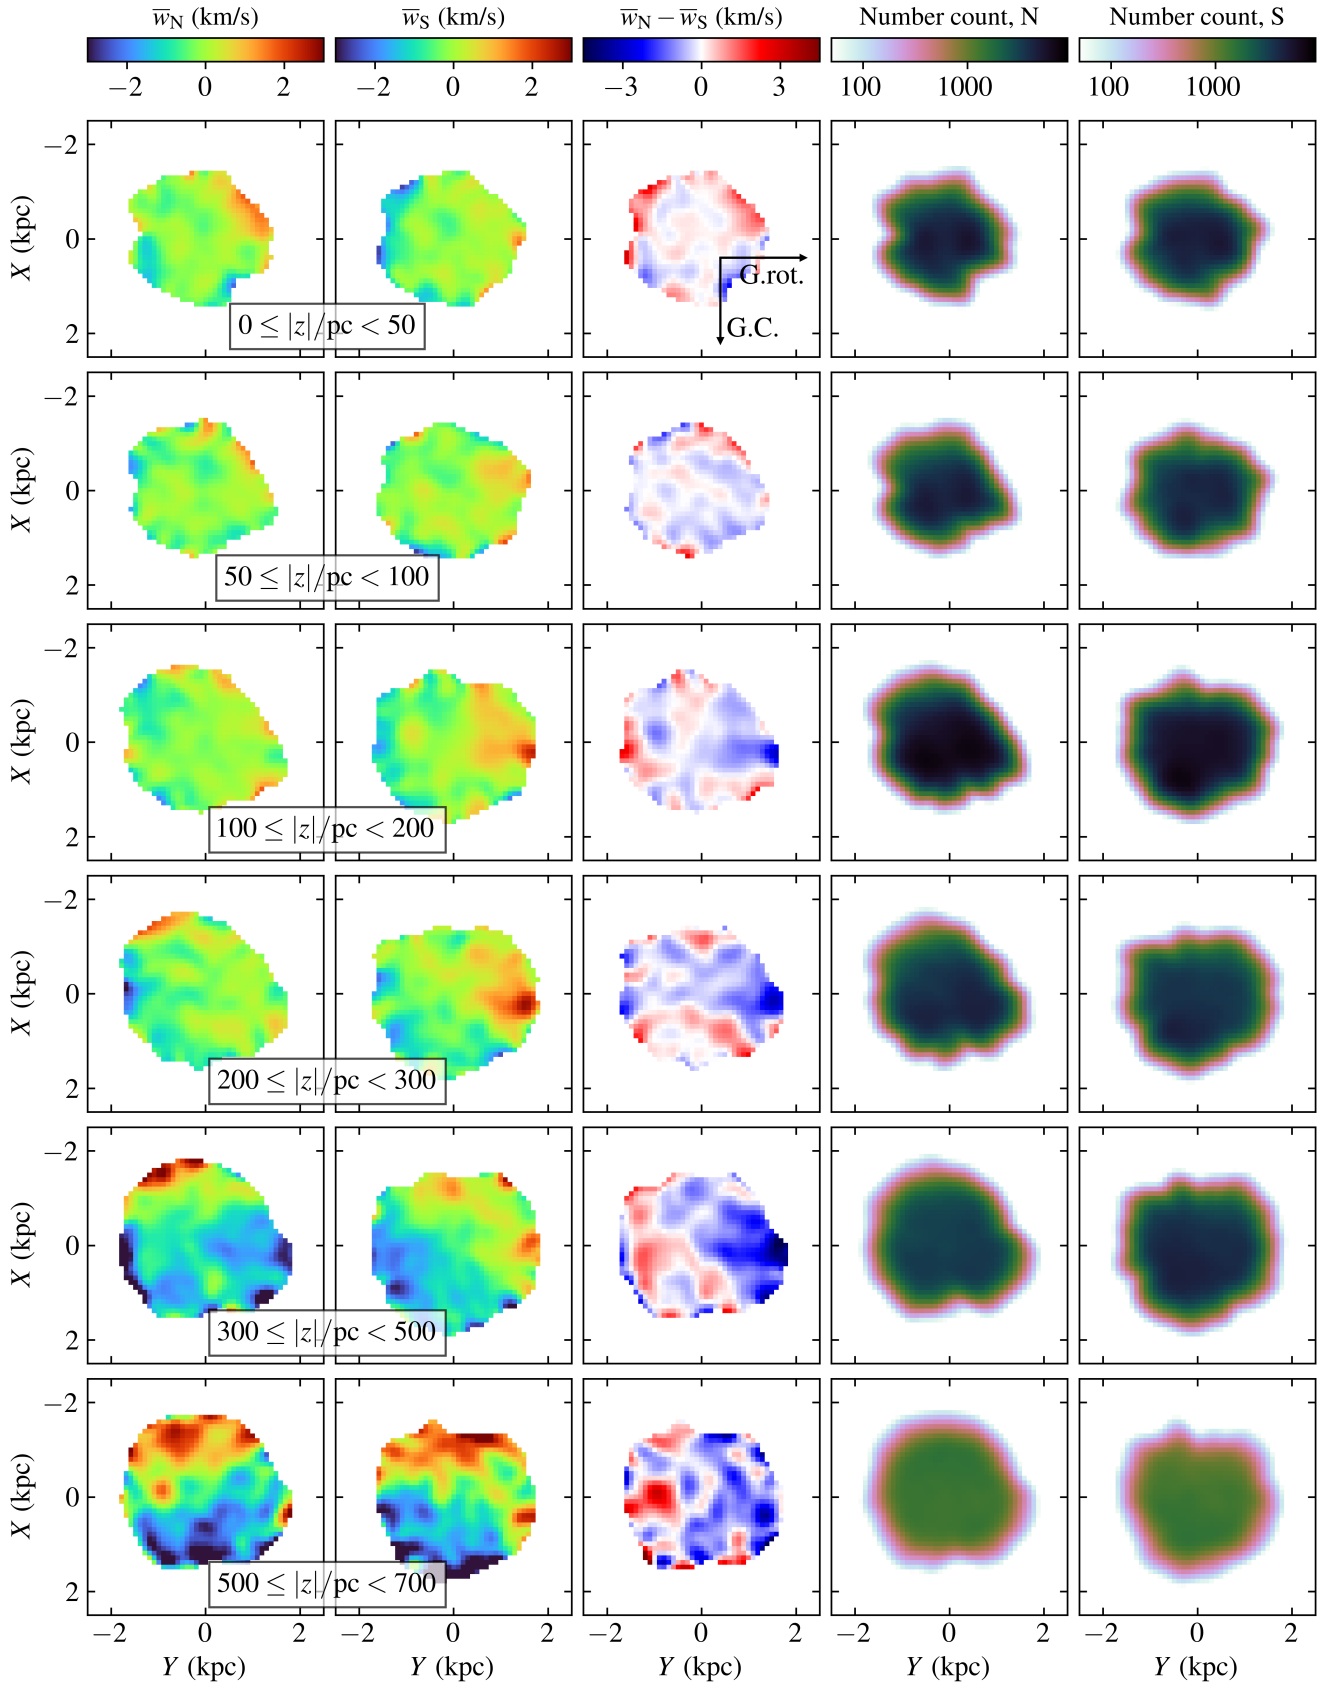 w̅N (km/s) w̅S (km/s) w̅N − w̅S (km/s) Number count, N Number count, S
−2 0 2 −2 0 2 −3 0 3 100 1000 100 1000
−2
0
2
X (kpc)
G.rot.
G.C.
0 ≤ |z|/pc < 50
−2
0
2
X (kpc)
50 ≤ |z|/pc < 100
−2
0
2
X (kpc)
100 ≤ |z|/pc < 200
−2
0
2
X (kpc)
200 ≤ |z|/pc < 300
−2
0
2
X (kpc)
300 ≤ |z|/pc < 500
−2
0
2
X (kpc)
500 ≤ |z|/pc < 700
−2 0 2 −2 0 2 −2 0 2 −2 0 2 −2 0 2
Y (kpc) Y (kpc) Y (kpc) Y (kpc) Y (kpc)